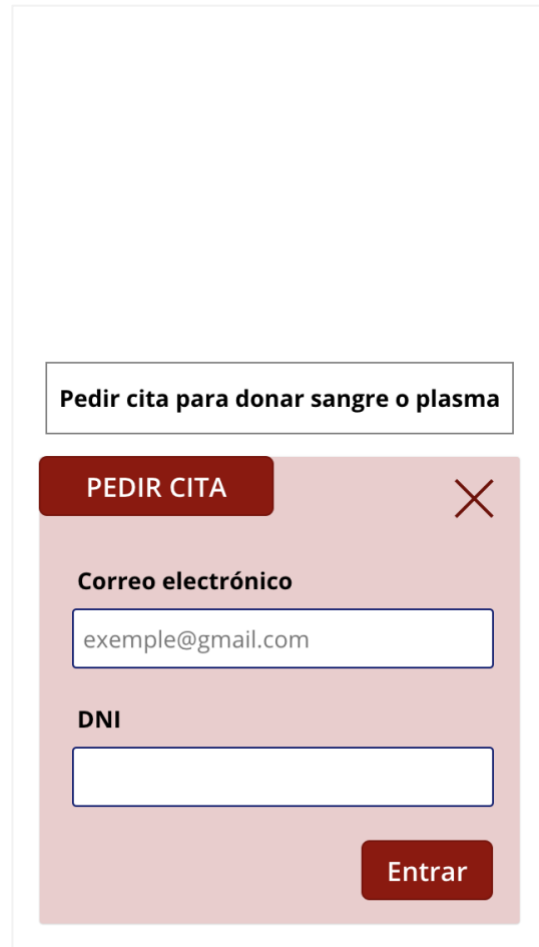 Pedir cita para donar sangre o plasma
PEDIR CITA
Correo electrónico
exemple@gmail.com
DNI
Entrar